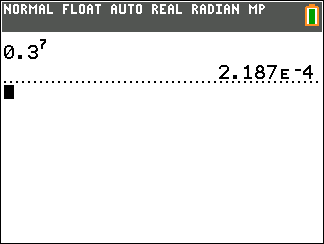 NORMAL FLOAT AUTO REAL RADIAN MP
0.3⁷
2.187ᴇ⁻4